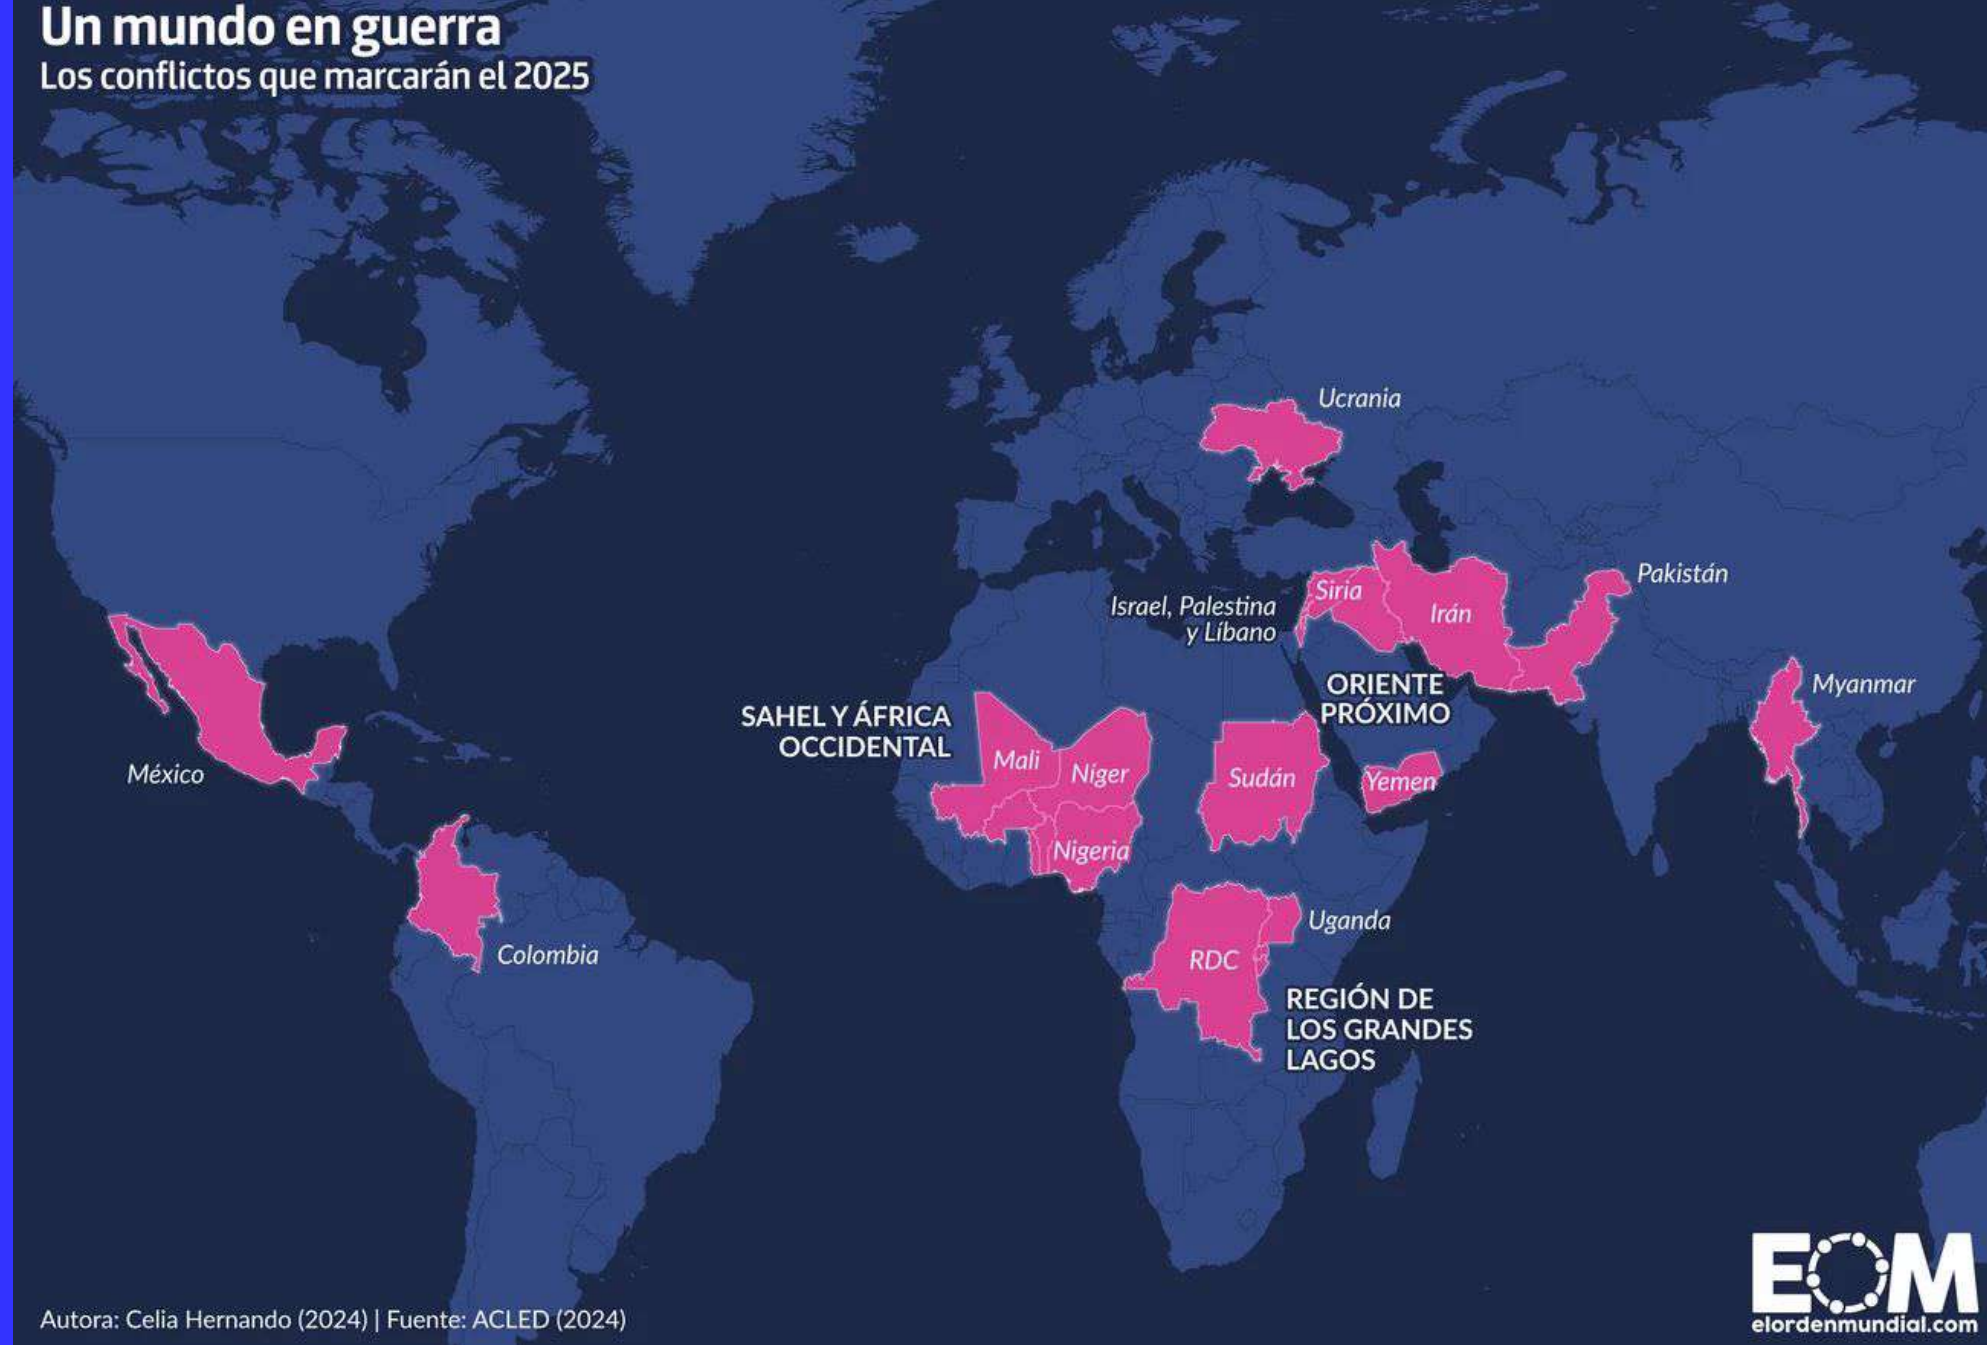 Un mundo en guerra
Los conflictos que marcarán el 2025
Ucrania
Pakistán
Siria
Irán
Israel, Palestina
y Líbano
Myanmar
ORIENTE
PRÓXIMO
SAHEL Y ÁFRICA
OCCIDENTAL
Mali
Níger
Sudán
Yemen
México
Nigeria
Colombia
Uganda
RDC
REGIÓN DE
LOS GRANDES
LAGOS
EOM
elordenmundial.com
Autora: Celia Hernando (2024) | Fuente: ACLED (2024)